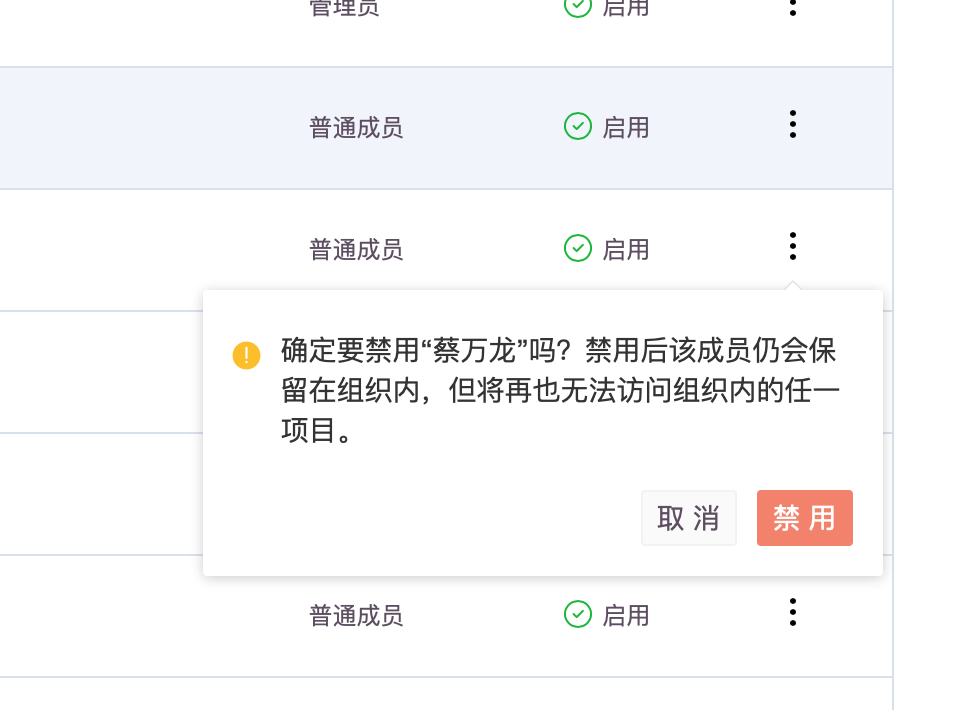 管理员 启用
普通成员 启用
普通成员 启用
确定要禁用“蔡万龙”吗？禁用后该成员仍会保
留在组织内，但将再也无法访问组织内的任一
项目。
取 消 禁 用
普通成员 启用